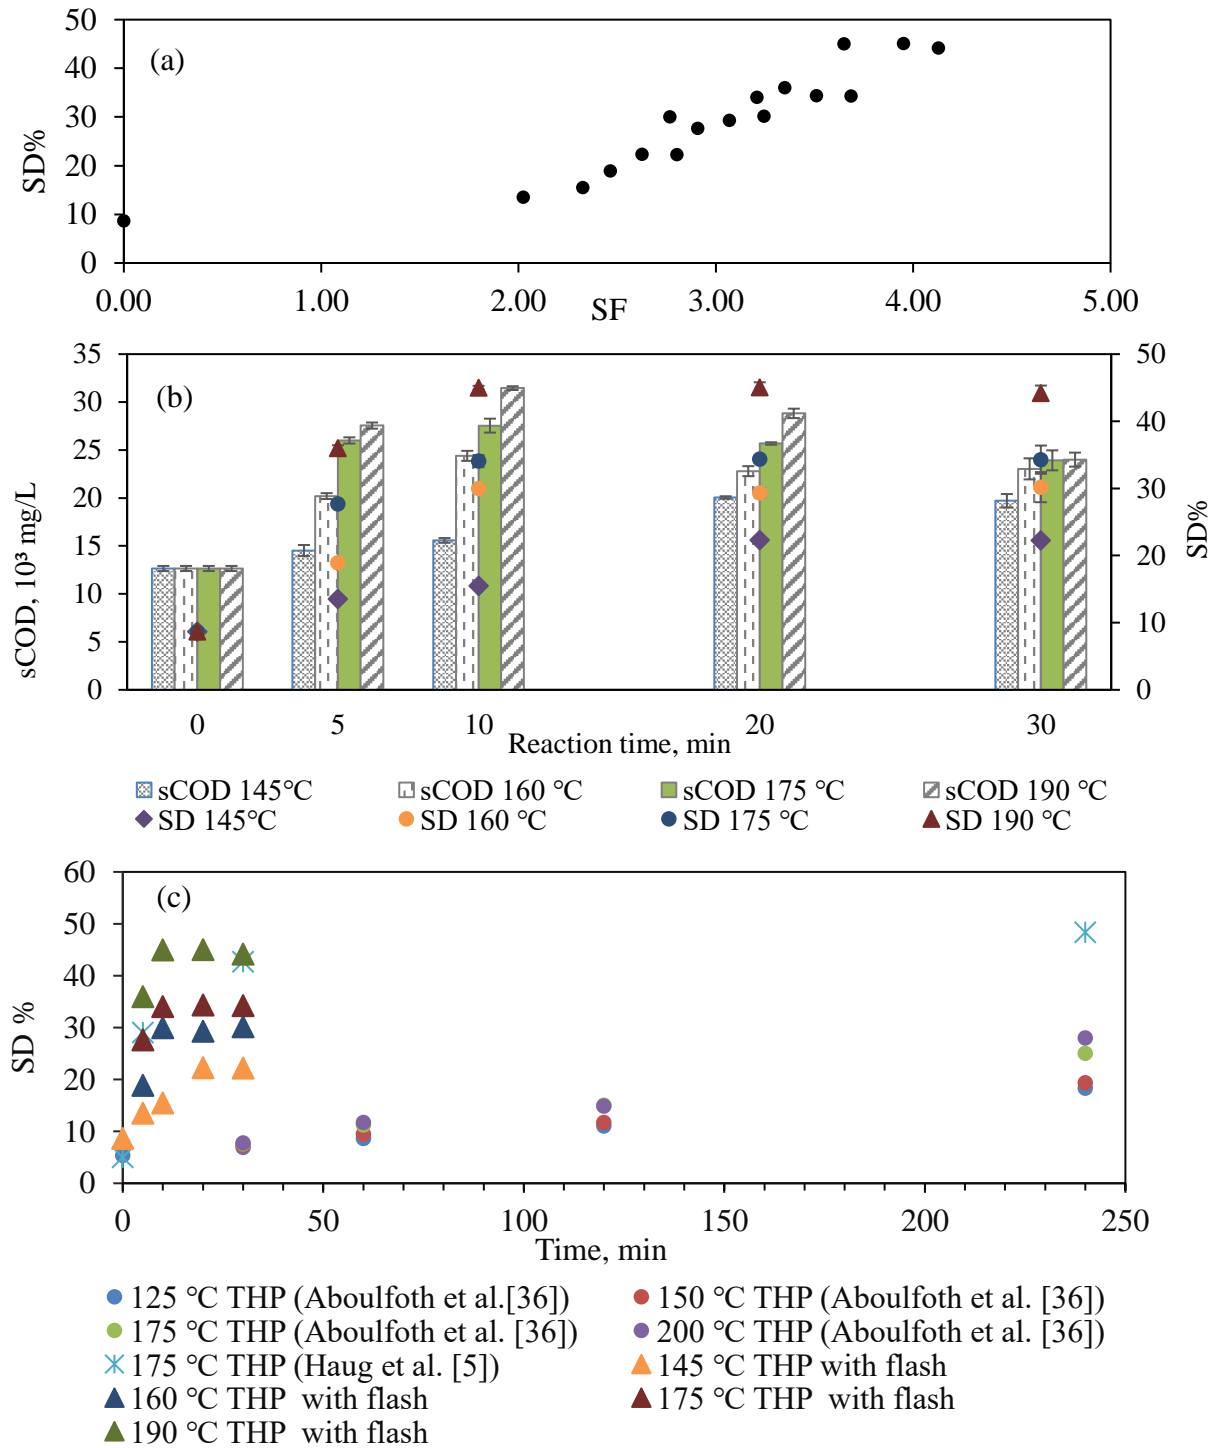 50
(a)
40
30
20
10
0
SD%
0.00 1.00 2.00 3.00 4.00 5.00
SF
35 50
(b)
30
40
25
30
20
15
20
10
10
5
0 0
sCOD, 10³ mg/L
SD%
0 5 10 20 30
Reaction time, min
sCOD 145°C sCOD 160 °C sCOD 175 °C sCOD 190 °C
SD 145°C SD 160 °C SD 175 °C SD 190 °C
60
(c)
50
40
30
20
10
0
SD %
0 50 100 150 200 250
Time, min
125 °C THP (Aboulfoth et al.[36]) 150 °C THP (Aboulfoth et al. [36])
175 °C THP (Aboulfoth et al. [36]) 200 °C THP (Aboulfoth et al. [36])
175 °C THP (Haug et al. [5]) 145 °C THP with flash
160 °C THP with flash 175 °C THP with flash
190 °C THP with flash